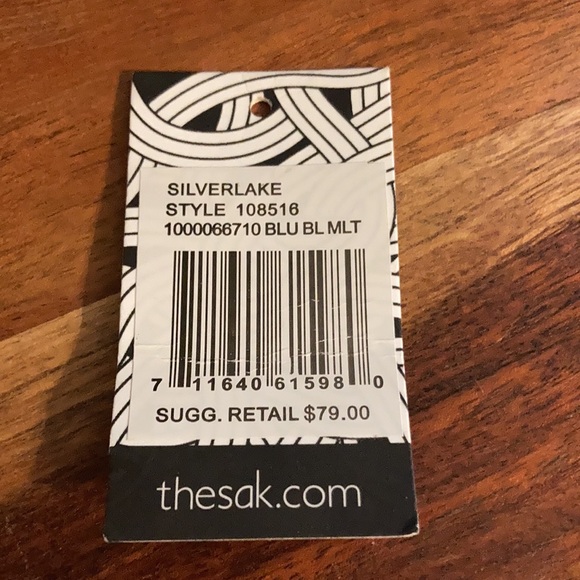 SILVERLAKE
STYLE 108516
1000066710 BLU BL MLT
7 11640 61598 0
SUGG. RETAIL $79.00
thesak.com